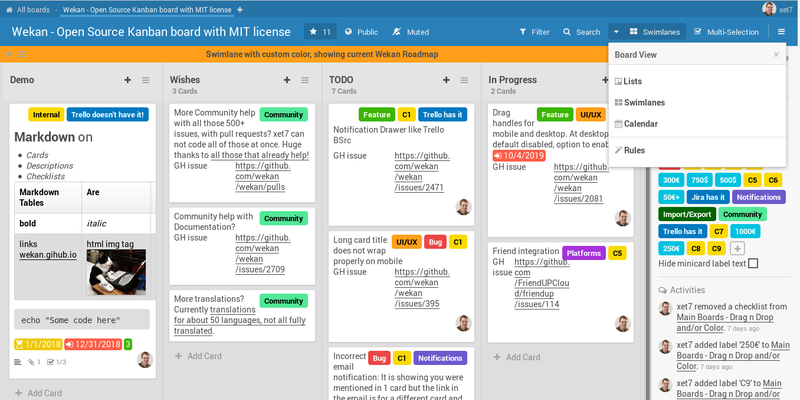 All boards - Wekan - Open Source Kanban board with MIT license + xet7
Wekan - Open Source Kanban board with MIT license 11 Public Muted Filter Search Swimlanes Multi-Selection
Swimlane with custom color, showing current Wekan Roadmap
Board View ×
Lists
Swimlanes
Calendar
Rules
Demo
Internal Trello doesn't have it!
Markdown on
Cards
Descriptions
Checklists
Markdown Tables Are
bold italic
links html img tag
wekan.gihub.io
echo "Some code here"
1/1/2018 12/31/2018 3
1 1/3
+ Add Card
Wishes
3 Cards
Community
More Community help
with all those 500+
issues, with pull requests? xet7 can
not code all of those at once. Huge
thanks to all those that already help!
GH issue https://github.
com/wekan
/wekan/pulls
Community
Community help with
Documentation?
GH issue https://github.
com/wekan
/wekan
/issues/2709
Community
More translations?
Currently translations
for about 50 languages, not all fully
translated.
+ Add Card
TODO
7 Cards
Feature C1 Trello has it
Notification Drawer like Trello
BSrc
GH issue https://github.
com/wekan
/wekan
/issues/2471
UI/UX Bug C1
Long card title
does not wrap
properly on mobile
GH issue https://github.
com/wekan
/wekan
/issues/395
Bug C1 Notifications
Incorrect
email
notification: It is showing you were
mentioned in 1 card but the link in
the email is for a different card and
In Progress
2 Cards
Feature UI/UX
Drag
handles for
mobile and desktop. At desktop
default disabled, option to enable
10/4/2019
GH issue https://github.
com/wekan
/wekan
/issues/2081
Platforms C5
Friend integration
GH issue https://github.
com
/FriendUPClou
d/friendup
/issues/114
+ Add Card
300€ 750$ 500$ C5 C6
50€+ Jira has it Notifications
Import/Export Community
Trello has it C7 1000€
250€ C8 C9 +
Hide minicard label text
Activities
xet7 removed a checklist from
Main Boards - Drag n Drop
and/or Color. 7 days ago
xet7 added label '250€' to Main
Boards - Drag n Drop and/or
Color. 7 days ago
xet7 added label 'C9' to Main
Boards - Drag n Drop and/or